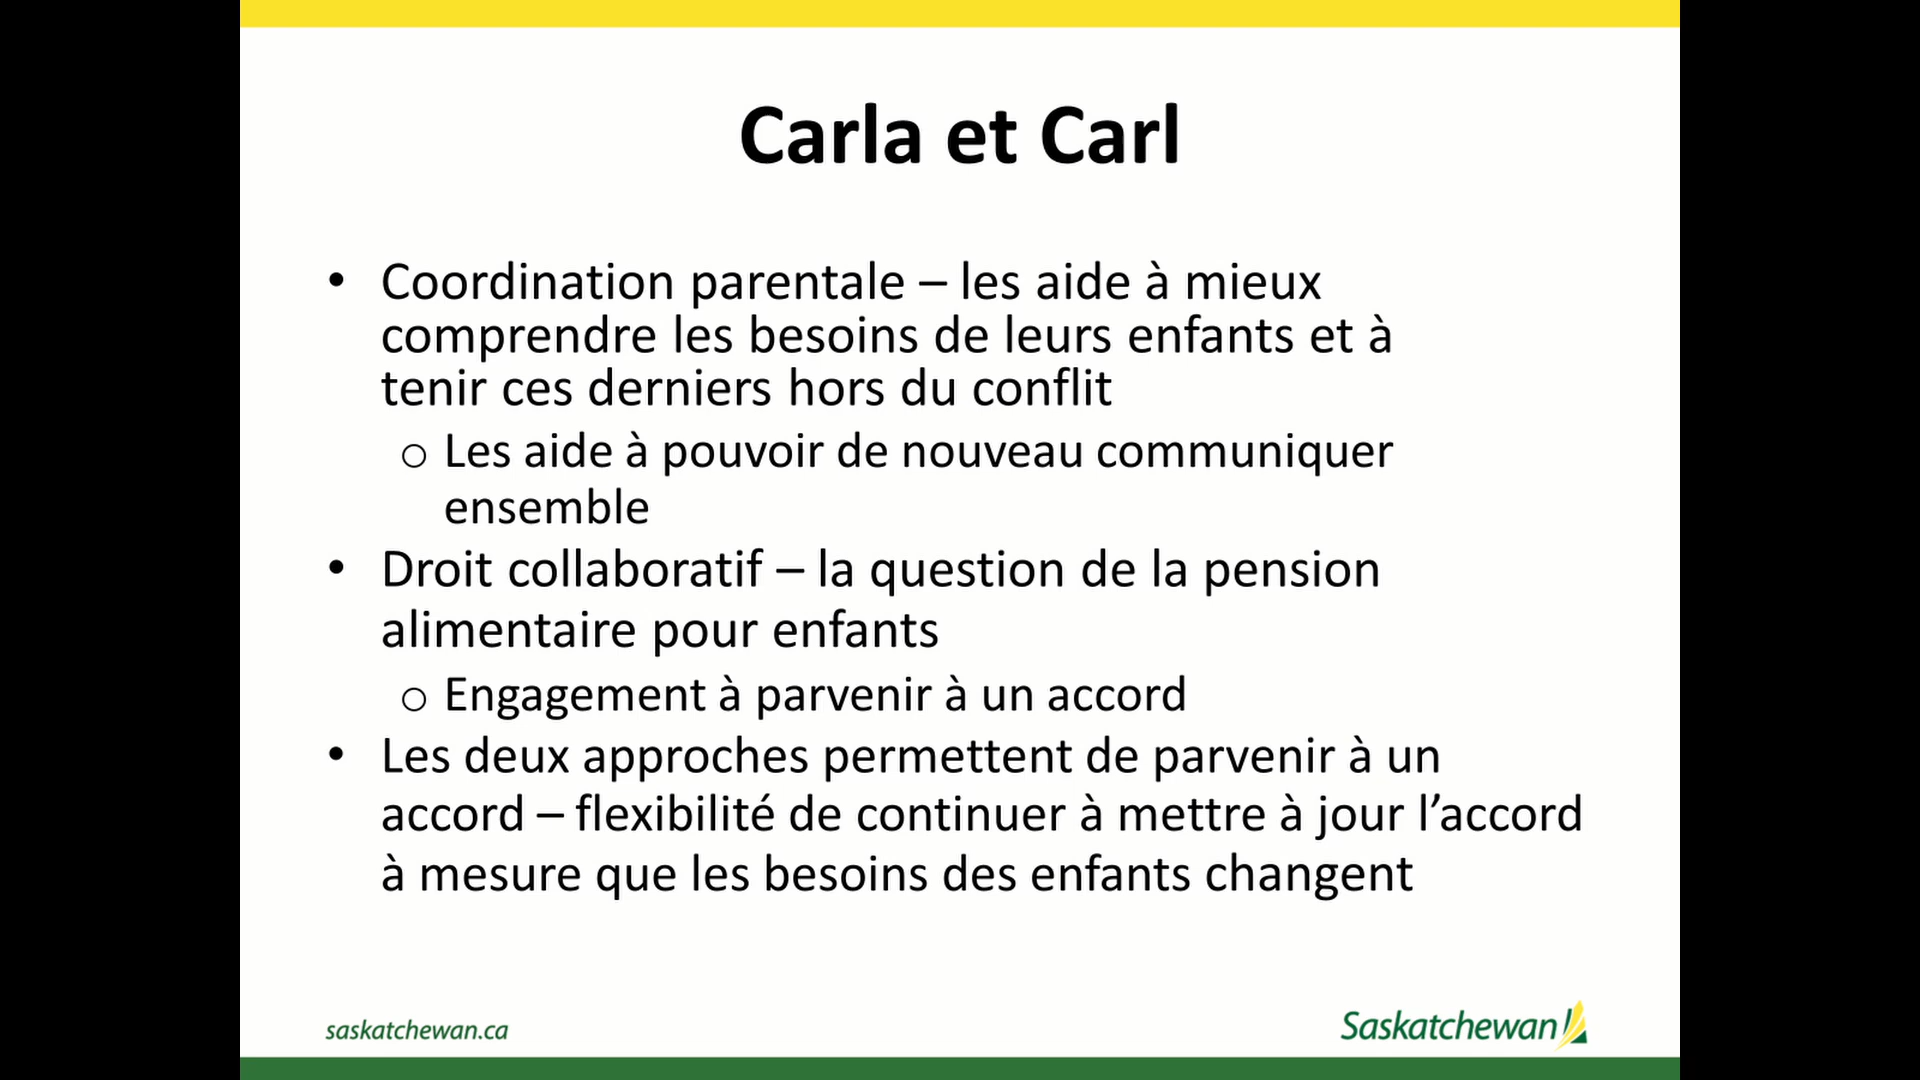 Carla et Carl
• Coordination parentale – les aide à mieux
comprendre les besoins de leurs enfants et à
tenir ces derniers hors du conflit
o Les aide à pouvoir de nouveau communiquer
ensemble
• Droit collaboratif – la question de la pension
alimentaire pour enfants
o Engagement à parvenir à un accord
• Les deux approches permettent de parvenir à un
accord – flexibilité de continuer à mettre à jour l’accord
à mesure que les besoins des enfants changent
saskatchewan.ca
Saskatchewan